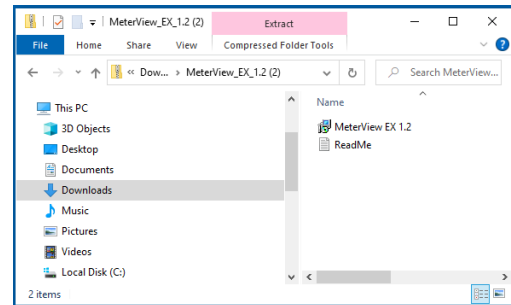 MeterView_EX_1.2 (2)
Extract
File
Home
Share
View
Compressed Folder Tools
« Dow... › MeterView_EX_1.2 (2)
Search MeterView...
This PC
3D Objects
Desktop
Documents
Downloads
Music
Pictures
Videos
Local Disk (C:)
Name
MeterView EX 1.2
ReadMe
2 items